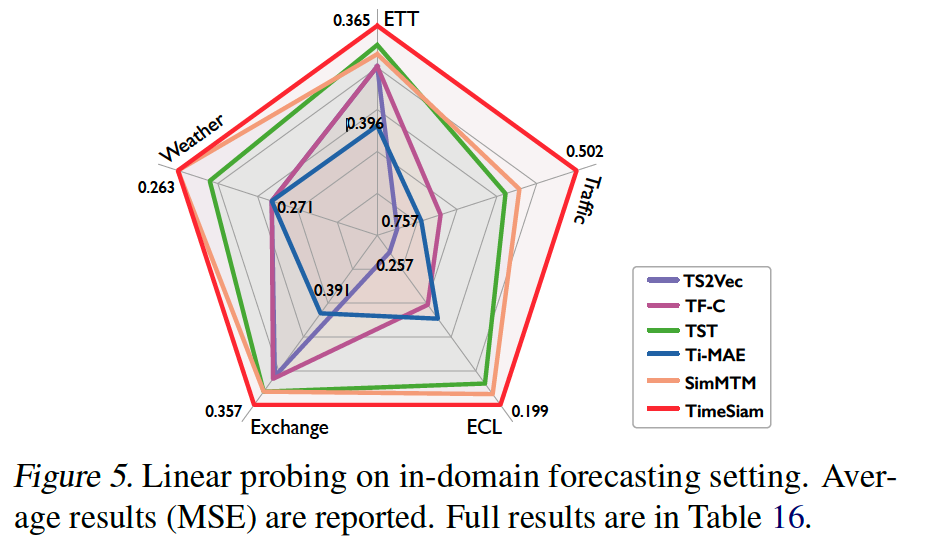 0.365 ETT
0.396
Weather
0.263
0.271
0.502
Traffic
0.757
0.257
0.391
0.357
Exchange
ECL
0.199
TS2Vec
TF-C
TST
Ti-MAE
SimMTM
TimeSiam
Figure 5. Linear probing on in-domain forecasting setting. Aver-
age results (MSE) are reported. Full results are in Table 16.